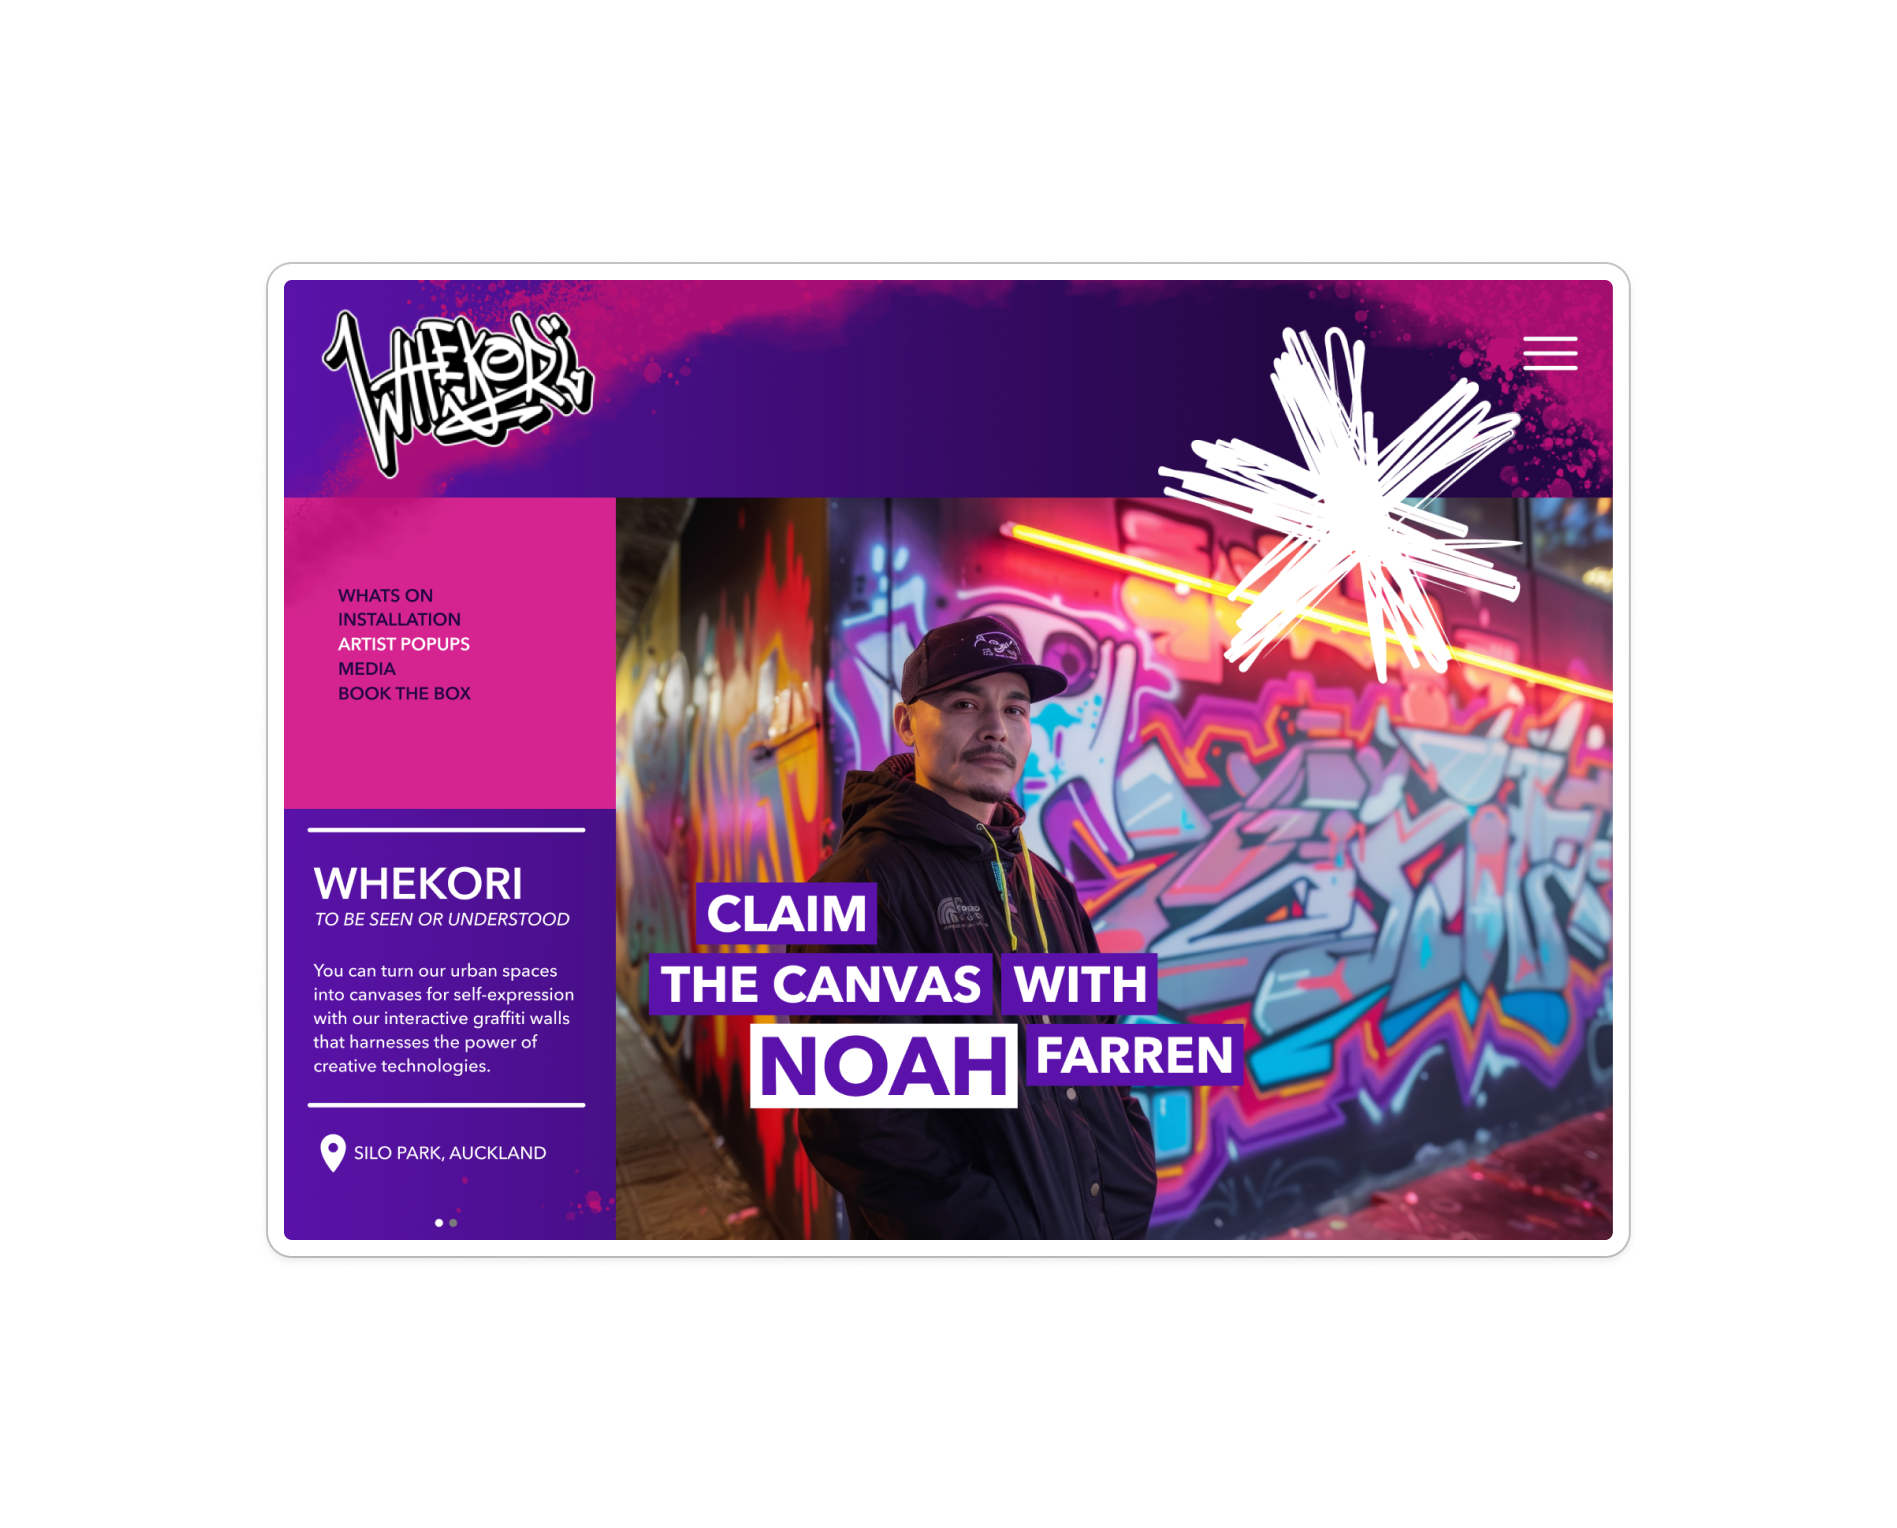 WHEKORI
WHATS ON
INSTALLATION
ARTIST POPUPS
MEDIA
BOOK THE BOX
WHEKORI
TO BE SEEN OR UNDERSTOOD
You can turn our urban spaces
into canvases for self-expression
with our interactive graffiti walls
that harnesses the power of
creative technologies.
SILO PARK, AUCKLAND
CLAIM
THE CANVAS WITH
NOAH FARREN